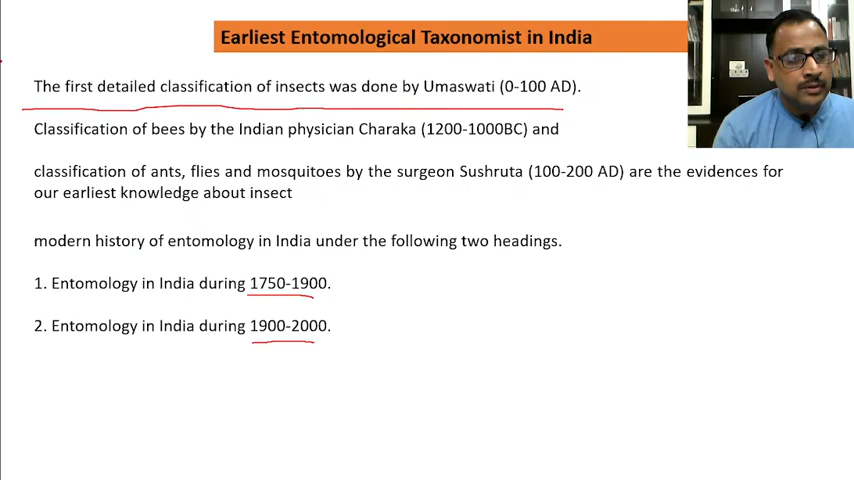 Earliest Entomological Taxonomist in India
The first detailed classification of insects was done by Umaswati (0-100 AD).
Classification of bees by the Indian physician Charaka (1200-1000BC) and
classification of ants, flies and mosquitoes by the surgeon Sushruta (100-200 AD) are the evidences for
our earliest knowledge about insect
modern history of entomology in India under the following two headings.
1. Entomology in India during 1750-1900.
2. Entomology in India during 1900-2000.